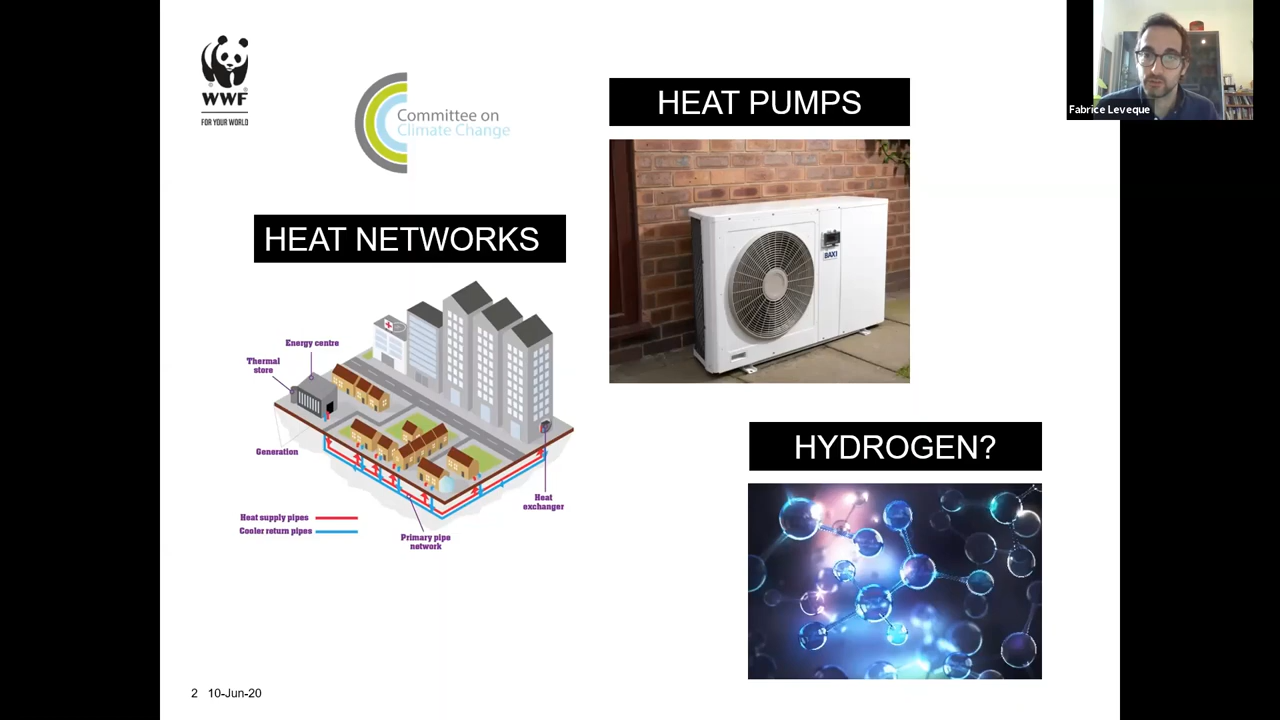 WWF
FOR YOUR WORLD
Committee on
Climate Change
HEAT PUMPS
Fabrice Leveque
BAXI
HEAT NETWORKS
Energy centre
Thermal
store
Generation
Heat
exchanger
Heat supply pipes
Cooler return pipes
Primary pipe
network
HYDROGEN?
2 10-Jun-20